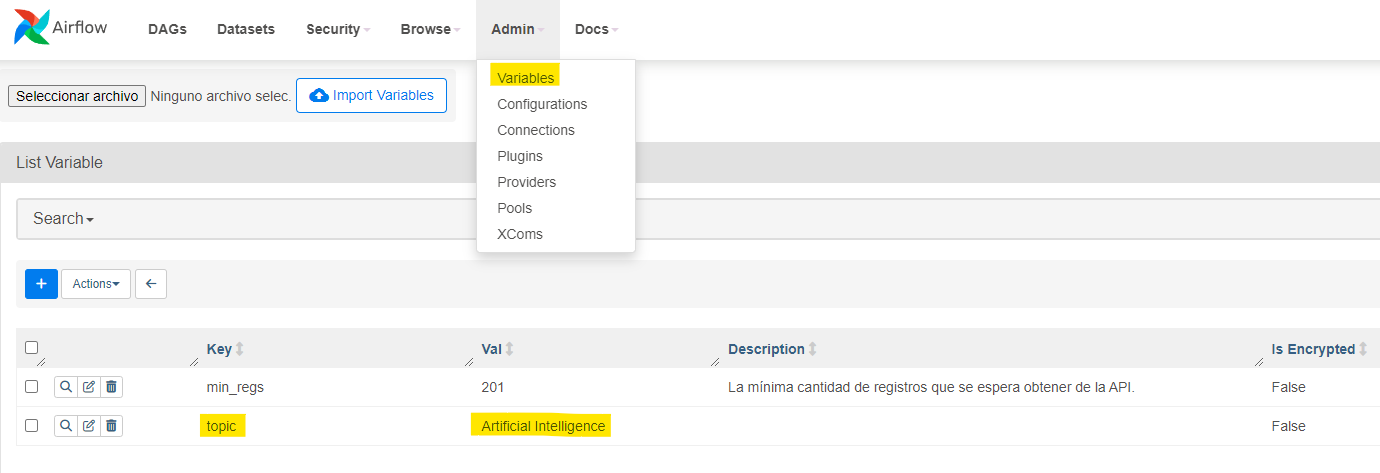 Airflow DAGs Datasets Security Browse Admin Docs
Variables
Seleccionar archivo Ninguno archivo selec. Import Variables
Configurations
Connections
Plugins
List Variable
Providers
Pools
Search
XComs
+ Actions ←
Key Val Description Is Encrypted
min_regs 201 La mínima cantidad de registros que se espera obtener de la API. False
topic Artificial Intelligence False